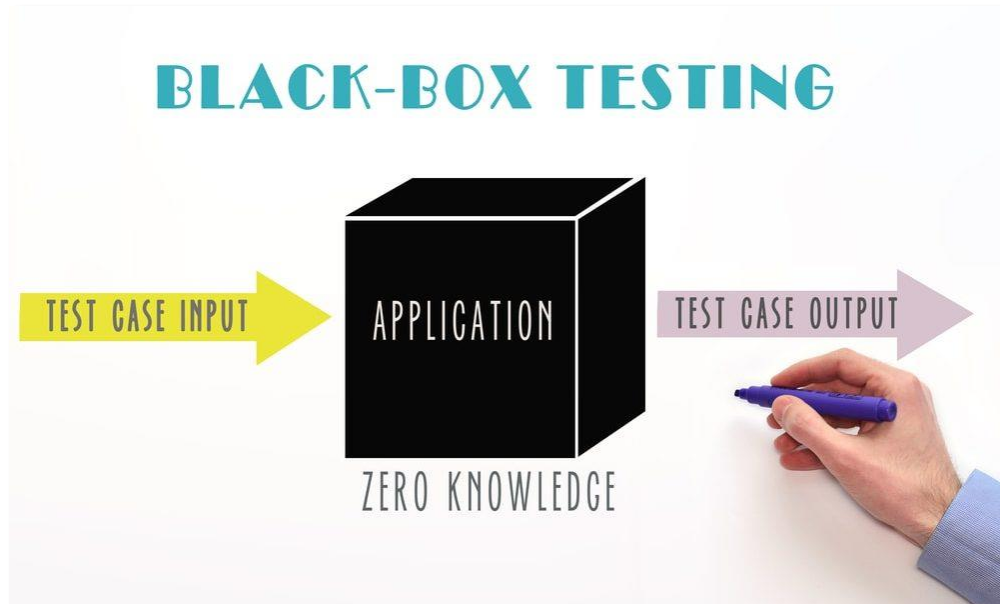 BLACK-BOX TESTING
TEST CASE INPUT
APPLICATION
TEST CASE OUTPUT
ZERO KNOWLEDGE